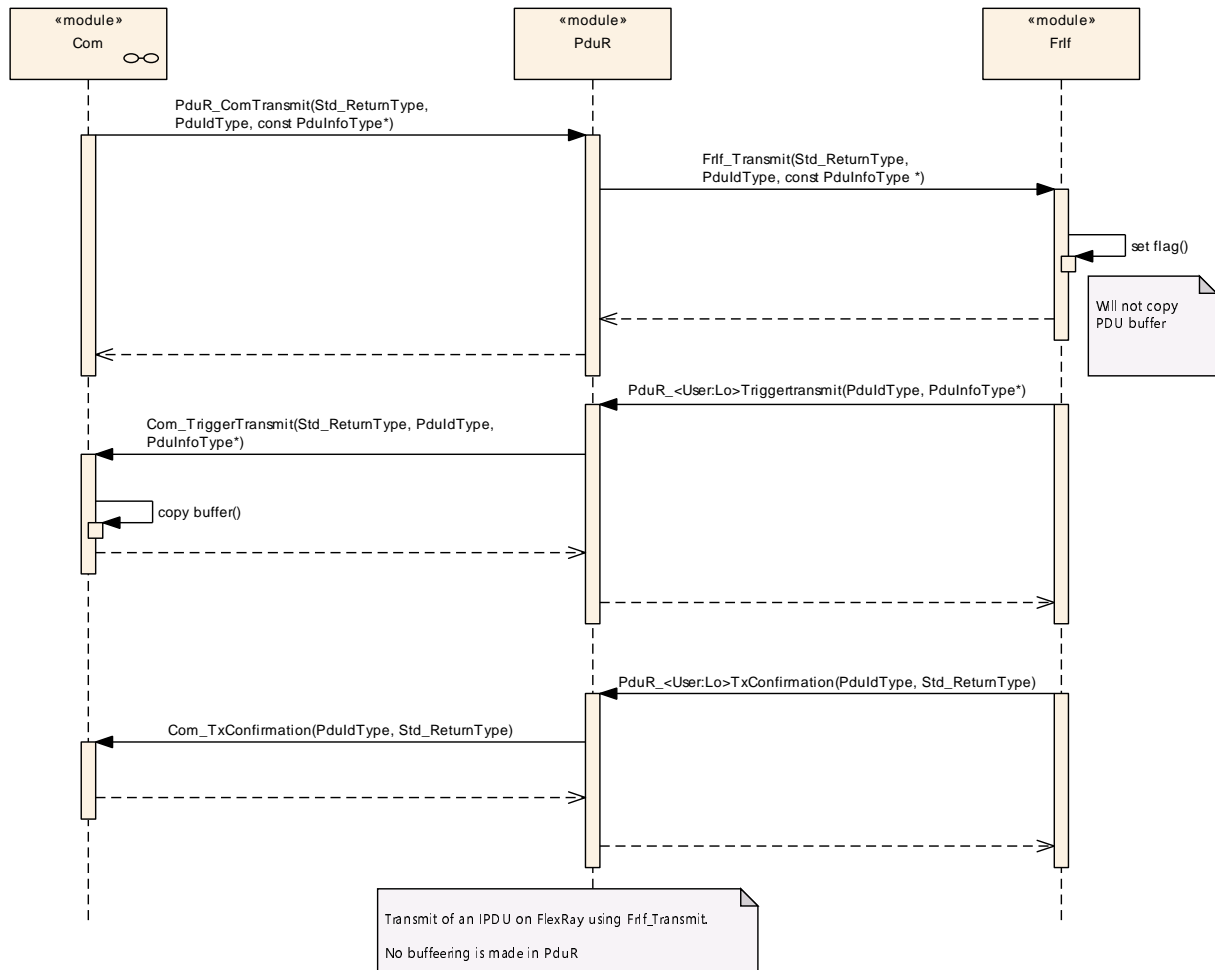 «module»
Com
«module»
PduR
«module»
FrIf
PduR_ComTransmit(Std_ReturnType,
PduIdType, const PduInfoType*)
FrIf_Transmit(Std_ReturnType,
PduIdType, const PduInfoType *)
set flag()
Will not copy
PDU buffer
PduR_<User:Lo>Triggertransmit(PduIdType, PduInfoType*)
Com_TriggerTransmit(Std_ReturnType, PduIdType,
PduInfoType*)
copy buffer()
PduR_<User:Lo>TxConfirmation(PduIdType, Std_ReturnType)
Com_TxConfirmation(PduIdType, Std_ReturnType)
Transmit of an IPDU on FlexRay using FrIf_Transmit.
No buffeering is made in PduR